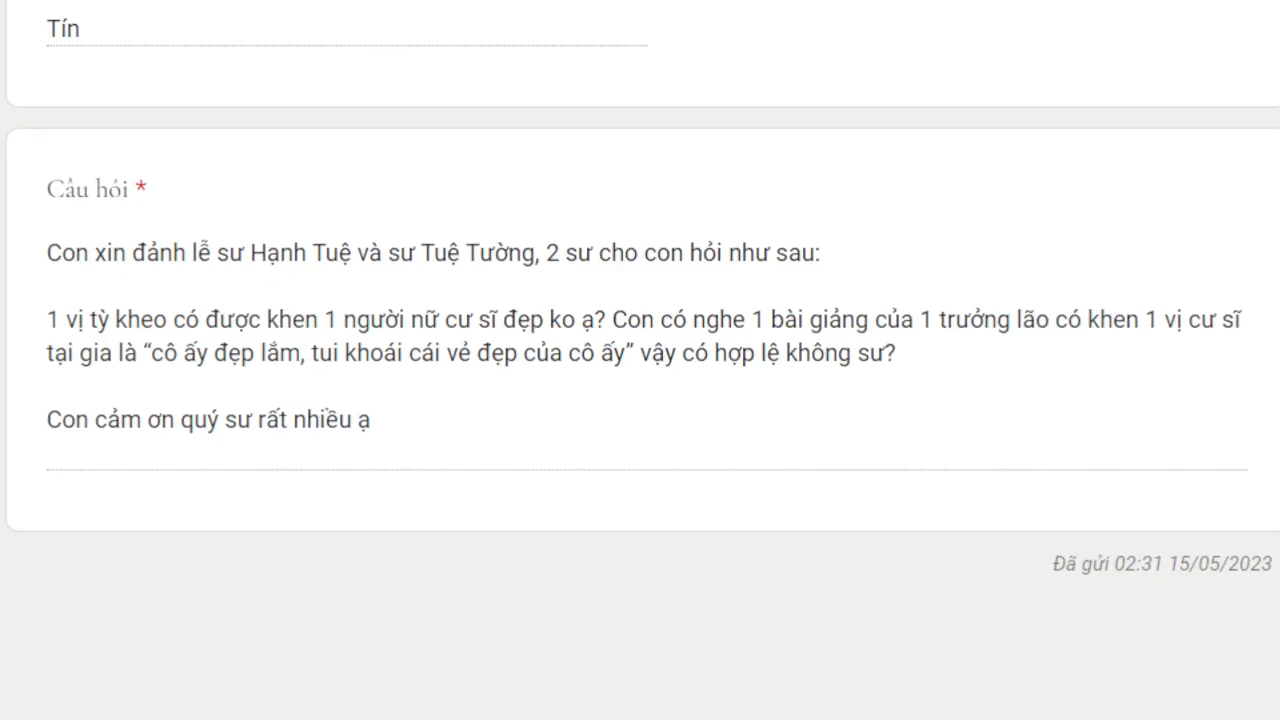 Tín
Câu hỏi *
Con xin đảnh lễ sư Hạnh Tuệ và sư Tuệ Tường, 2 sư cho con hỏi như sau:
1 vị tỳ kheo có được khen 1 người nữ cư sĩ đẹp ko ạ? Con có nghe 1 bài giảng của 1 trưởng lão có khen 1 vị cư sĩ
tại gia là “cô ấy đẹp lắm, tui khoái cái vẻ đẹp của cô ấy” vậy có hợp lệ không sư?
Con cảm ơn quý sư rất nhiều ạ
Đã gửi 02:31 15/05/2023